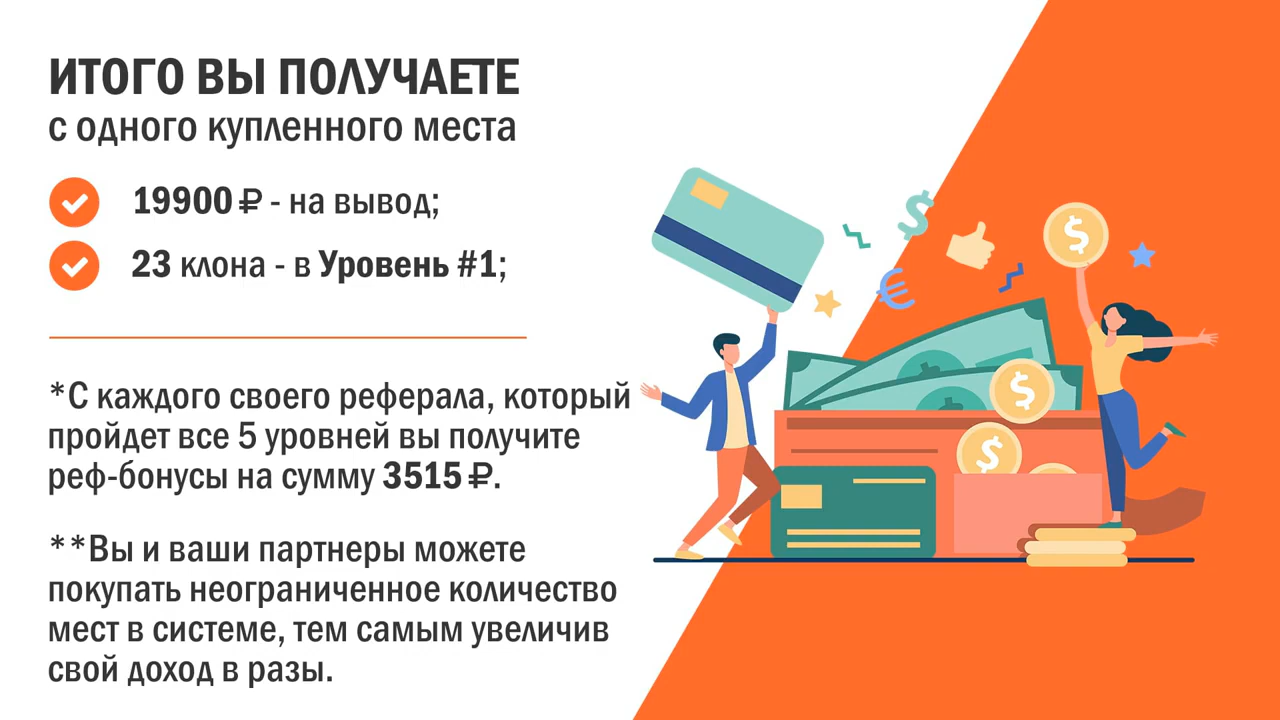 ИТОГО ВЫ ПОЛУЧАЕТЕ
с одного купленного места
19900 ₽ - на вывод;
23 клона - в Уровень #1;
*С каждого своего реферала, который
пройдет все 5 уровней вы получите
реф-бонусы на сумму 3515 ₽.
**Вы и ваши партнеры можете
покупать неограниченное количество
мест в системе, тем самым увеличив
свой доход в разы.